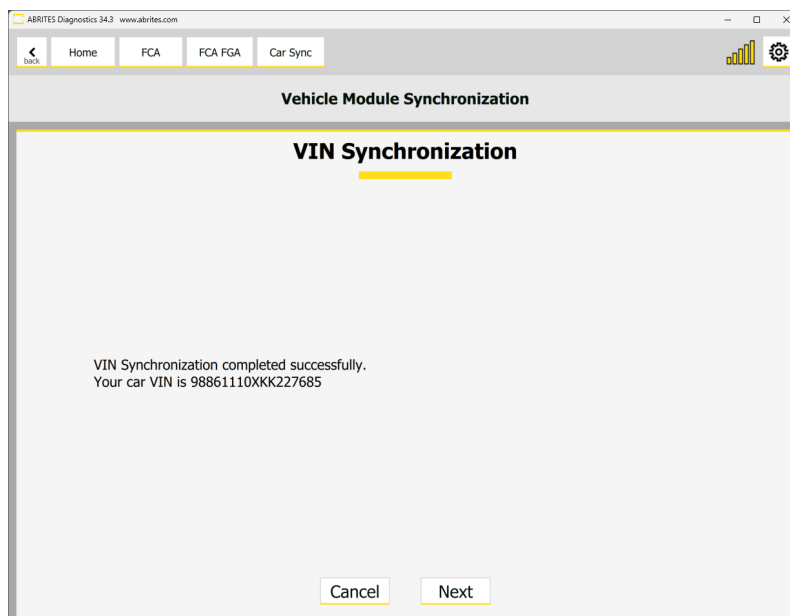 ABRITES Diagnostics 34.3 www.abrites.com
back
Home
FCA
FCA FGA
Car Sync
Vehicle Module Synchronization
VIN Synchronization
VIN Synchronization completed successfully.
Your car VIN is 98861110XKK227685
Cancel
Next